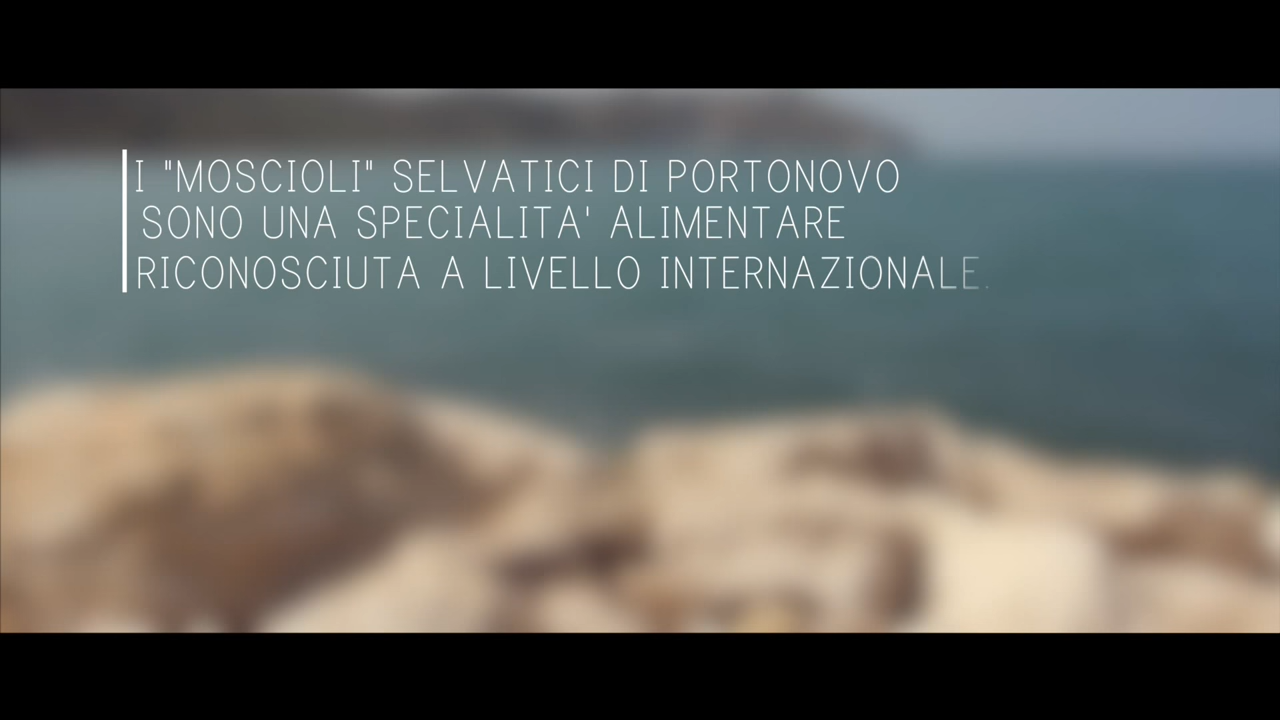 I "MOSCIOLI" SELVATICI DI PORTONOVO
SONO UNA SPECIALITA' ALIMENTARE
RICONOSCIUTA A LIVELLO INTERNAZIONALE.